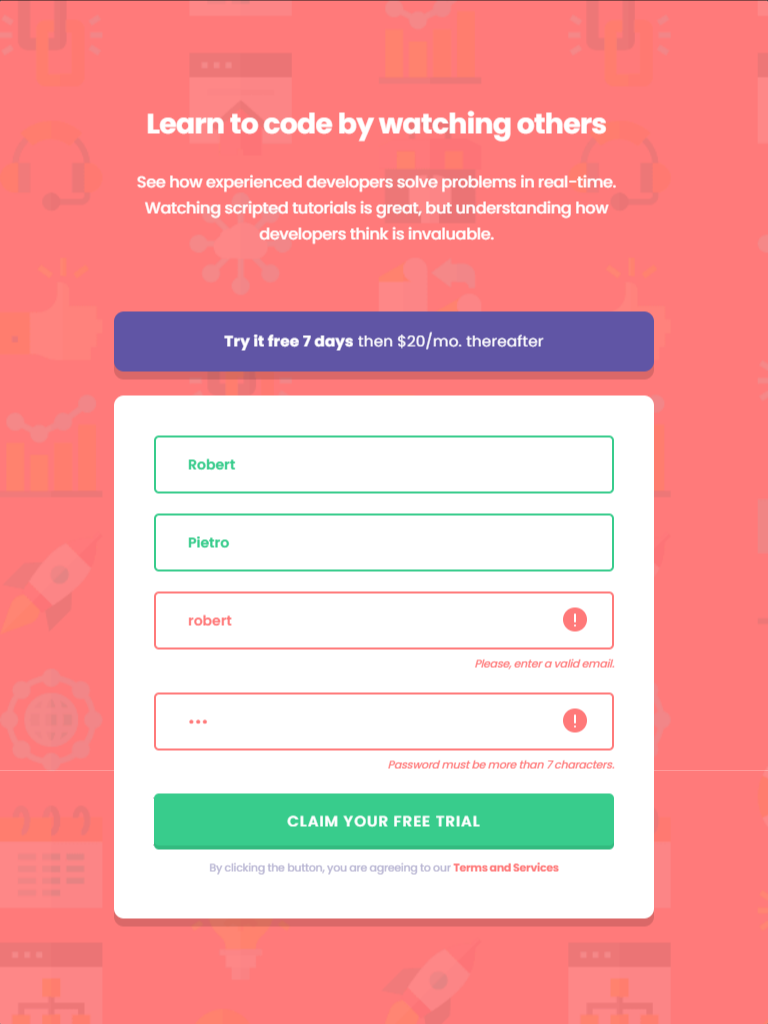 Learn to code by watching others
See how experienced developers solve problems in real-time.
Watching scripted tutorials is great, but understanding how
developers think is invaluable.
Try it free 7 days then $20/mo. thereafter
Robert
Pietro
robert
!
Please, enter a valid email.
•••
!
Password must be more than 7 characters.
CLAIM YOUR FREE TRIAL
By clicking the button, you are agreeing to our Terms and Services